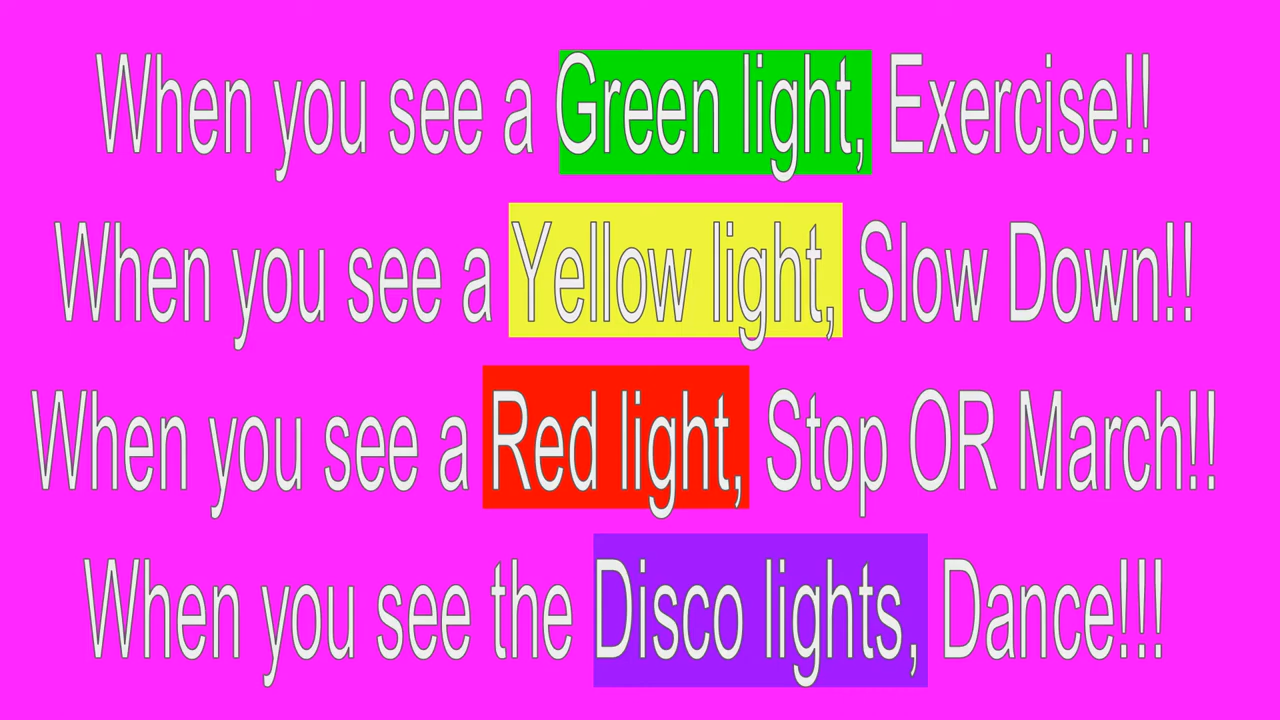 When you see a Green light, Exercise!!
When you see a Yellow light, Slow Down!!
When you see a Red light, Stop OR March!!
When you see the Disco lights, Dance!!!